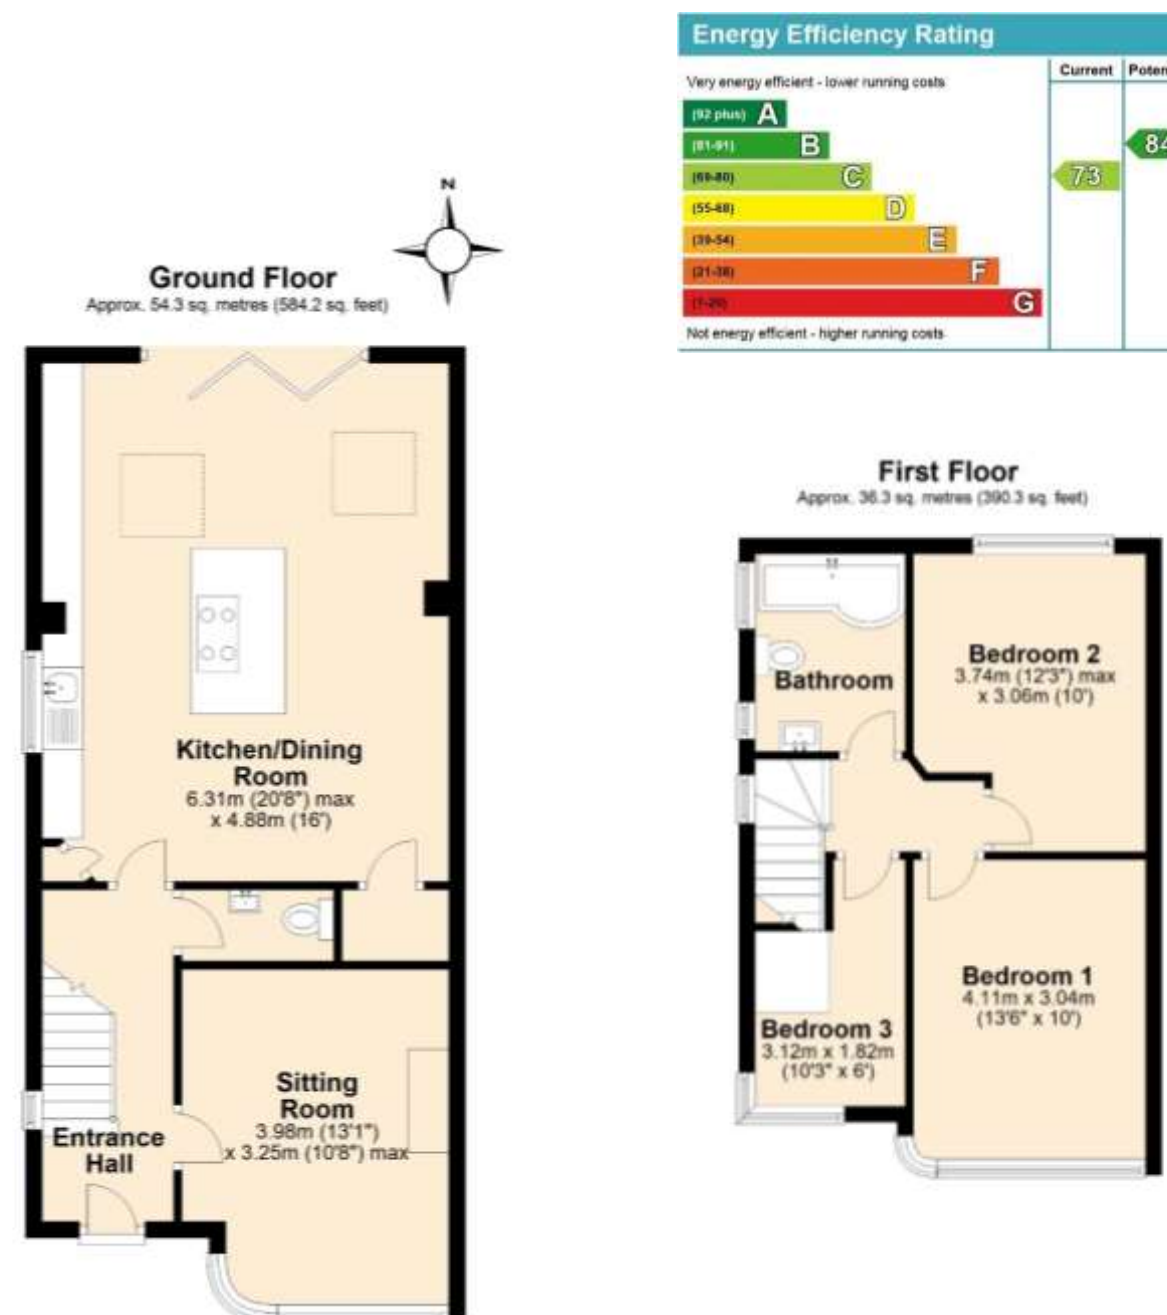 Energy Efficiency Rating
Current
Very energy efficient - lower running costs
(92 plus) A
(81-91) B
84
(69-80) C
73
(55-68) D
(39-54) E
(21-38) F
(1-20) G
Not energy efficient - higher running costs
N
Ground Floor
Approx. 54.3 sq. metres (584.2 sq. feet)
Kitchen/Dining
Room
6.31m (20'8") max
x 4.88m (16')
Sitting
Room
3.98m (13'1")
x 3.25m (10'8") max
Entrance
Hall
First Floor
Approx. 36.3 sq. metres (390.3 sq. feet)
Bathroom
Bedroom 2
3.74m (12'3") max
x 3.06m (10')
Bedroom 1
4.11m x 3.04m
(13'6" x 10')
Bedroom 3
3.12m x 1.82m
(10'3" x 6')